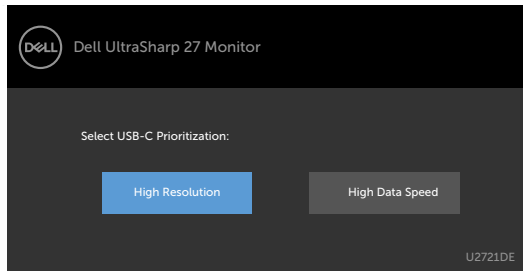 DELL Dell UltraSharp 27 Monitor
Select USB-C Prioritization:
High Resolution High Data Speed
U2721DE